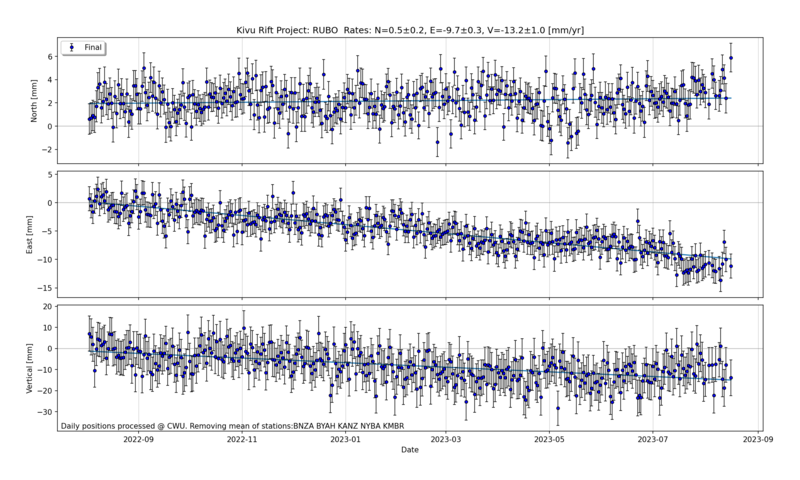 Kivu Rift Project: RUBO Rates: N=0.5±0.2, E=-9.7±0.3, V=-13.2±1.0 [mm/yr]
Final
North [mm]
6
4
2
0
−2
East [mm]
5
0
−5
−10
−15
Vertical [mm]
20
10
0
−10
−20
−30
Daily positions processed @ CWU. Removing mean of stations:BNZA BYAH KANZ NYBA KMBR
2022-09 2022-11 2023-01 2023-03 2023-05 2023-07 2023-09
Date